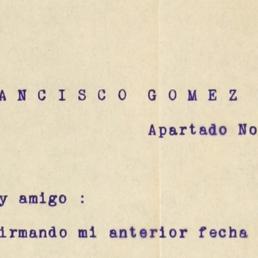 ANCISCO GOMEZ
Apartado No
y amigo :
irmando mi anterior fecha